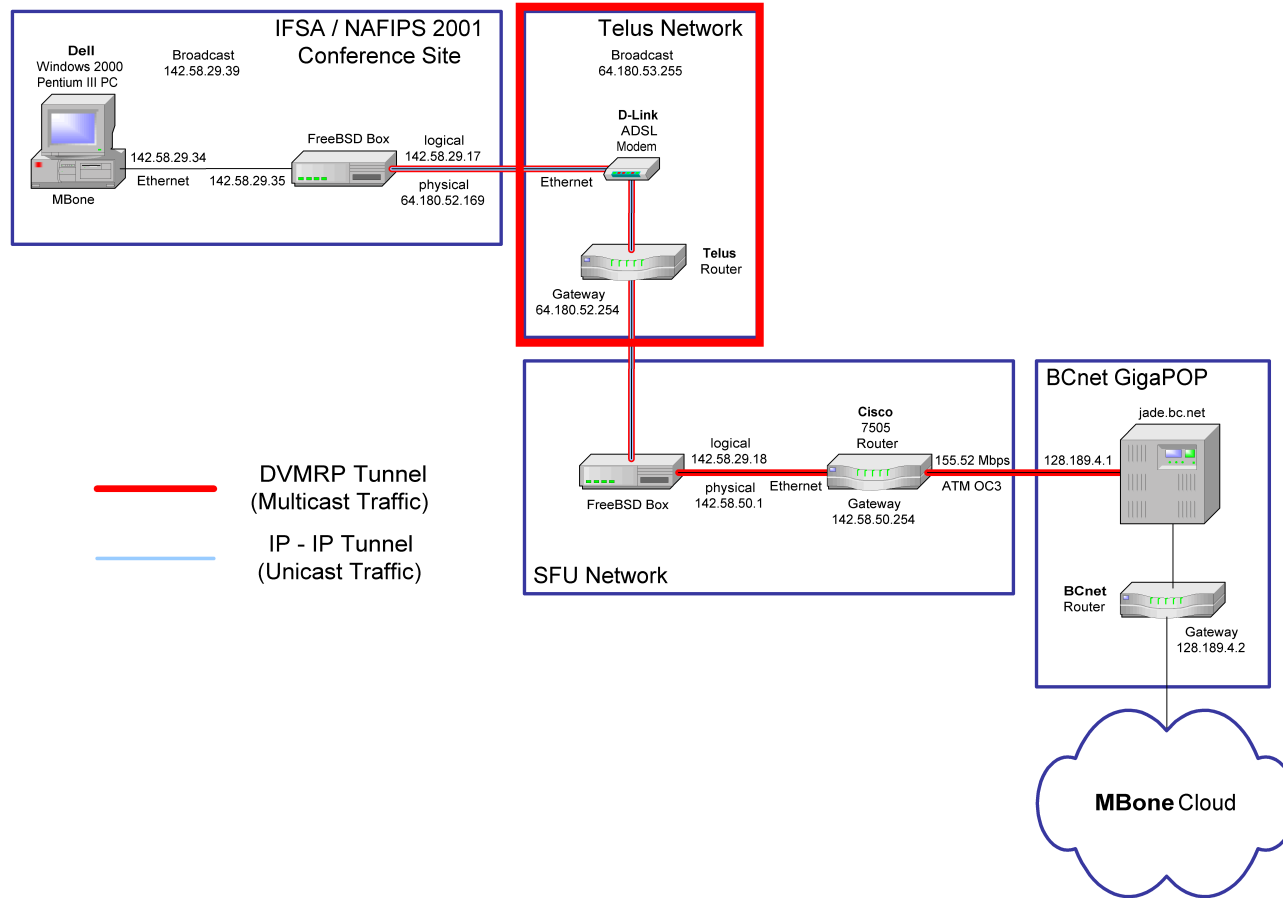 IFSA / NAFIPS 2001
Conference Site
Dell
Windows 2000
Pentium III PC
Broadcast
142.58.29.39
MBone
142.58.29.34
Ethernet
142.58.29.35
FreeBSD Box
logical
142.58.29.17
physical
64.180.52.169
Telus Network
Broadcast
64.180.53.255
D-Link
ADSL
Modem
Ethernet
Telus
Router
Gateway
64.180.52.254
FreeBSD Box
logical
142.58.29.18
physical
142.58.50.1
Ethernet
Cisco
7505
Router
Gateway
142.58.50.254
155.52 Mbps
ATM OC3
SFU Network
BCnet GigaPOP
jade.bc.net
128.189.4.1
BCnet
Router
Gateway
128.189.4.2
MBone Cloud
DVMRP Tunnel
(Multicast Traffic)
IP - IP Tunnel
(Unicast Traffic)